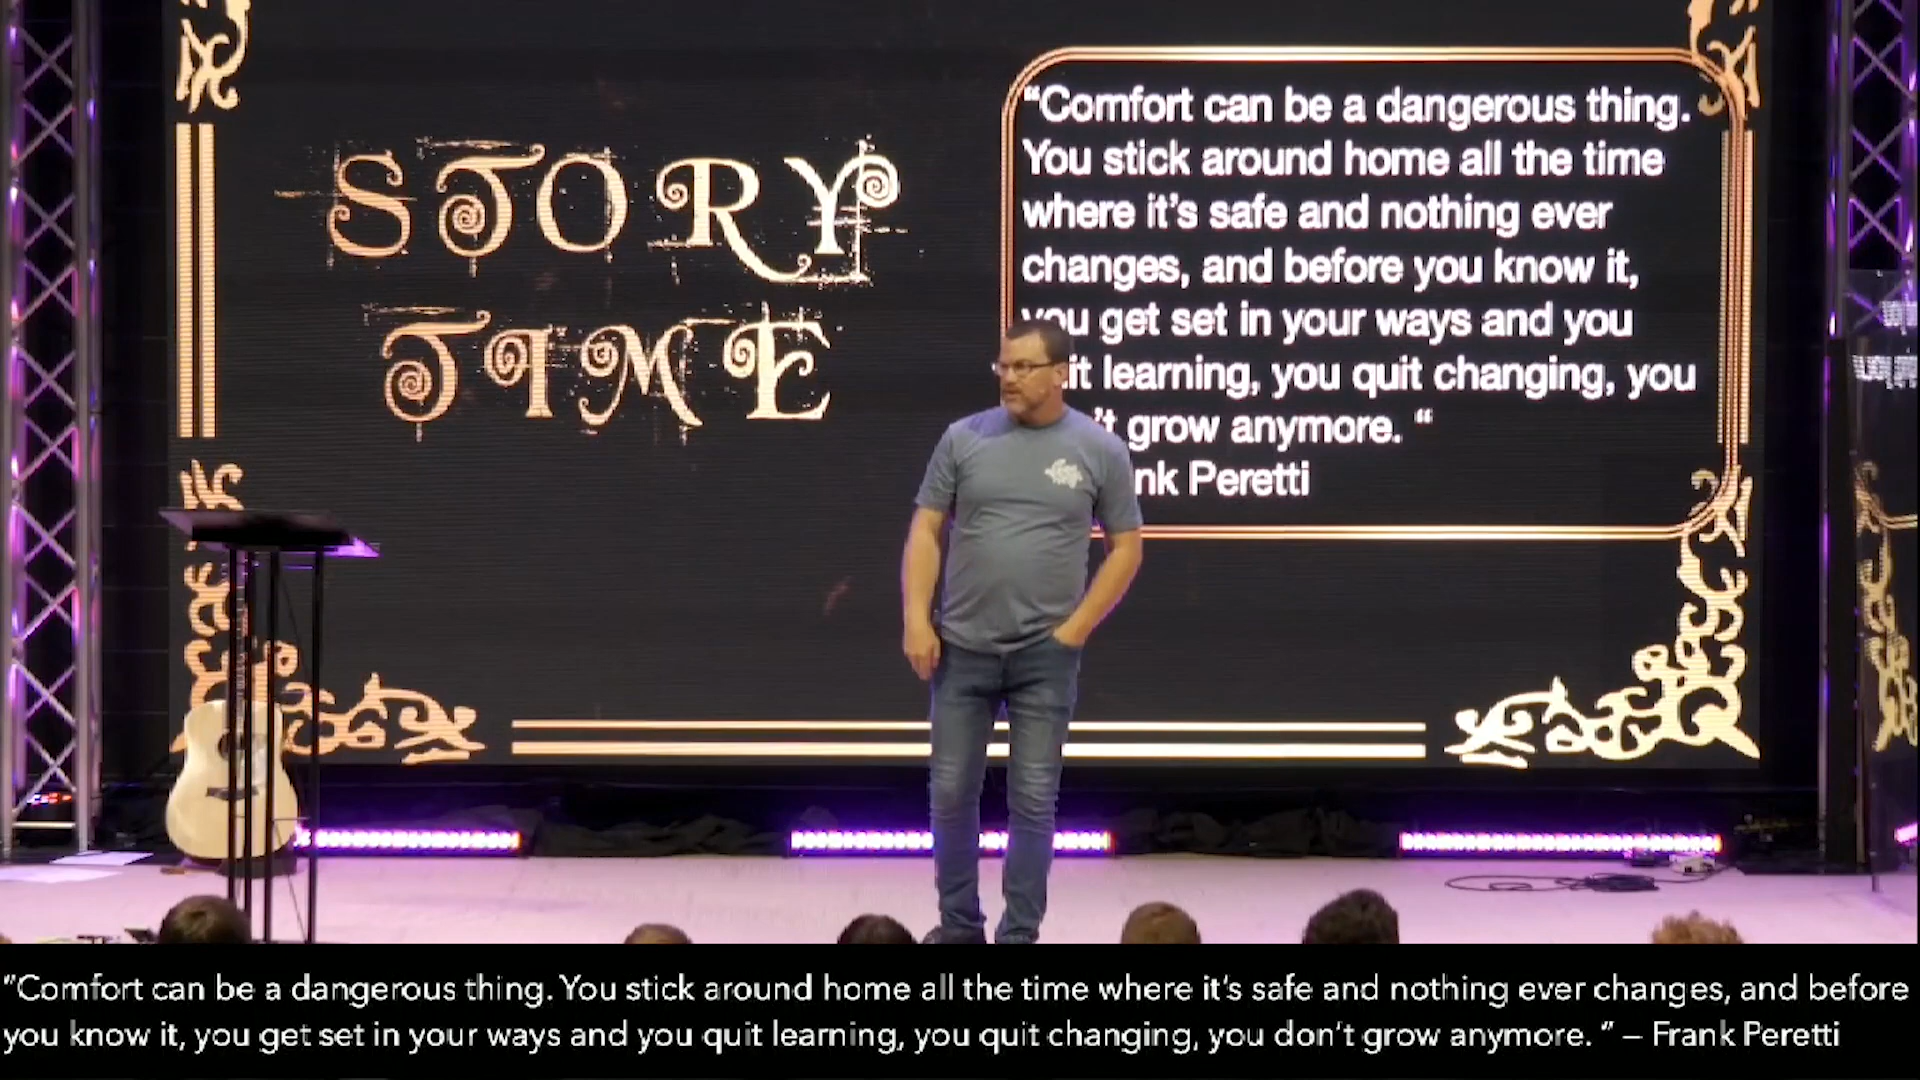 STORY
TIME
“Comfort can be a dangerous thing.
You stick around home all the time
where it’s safe and nothing ever
changes, and before you know it,
you get set in your ways and you
learning, you quit changing, you
grow anymore. “
Peretti
“Comfort can be a dangerous thing. You stick around home all the time where it’s safe and nothing ever changes, and before
you know it, you get set in your ways and you quit learning, you quit changing, you don’t grow anymore. ” – Frank Peretti